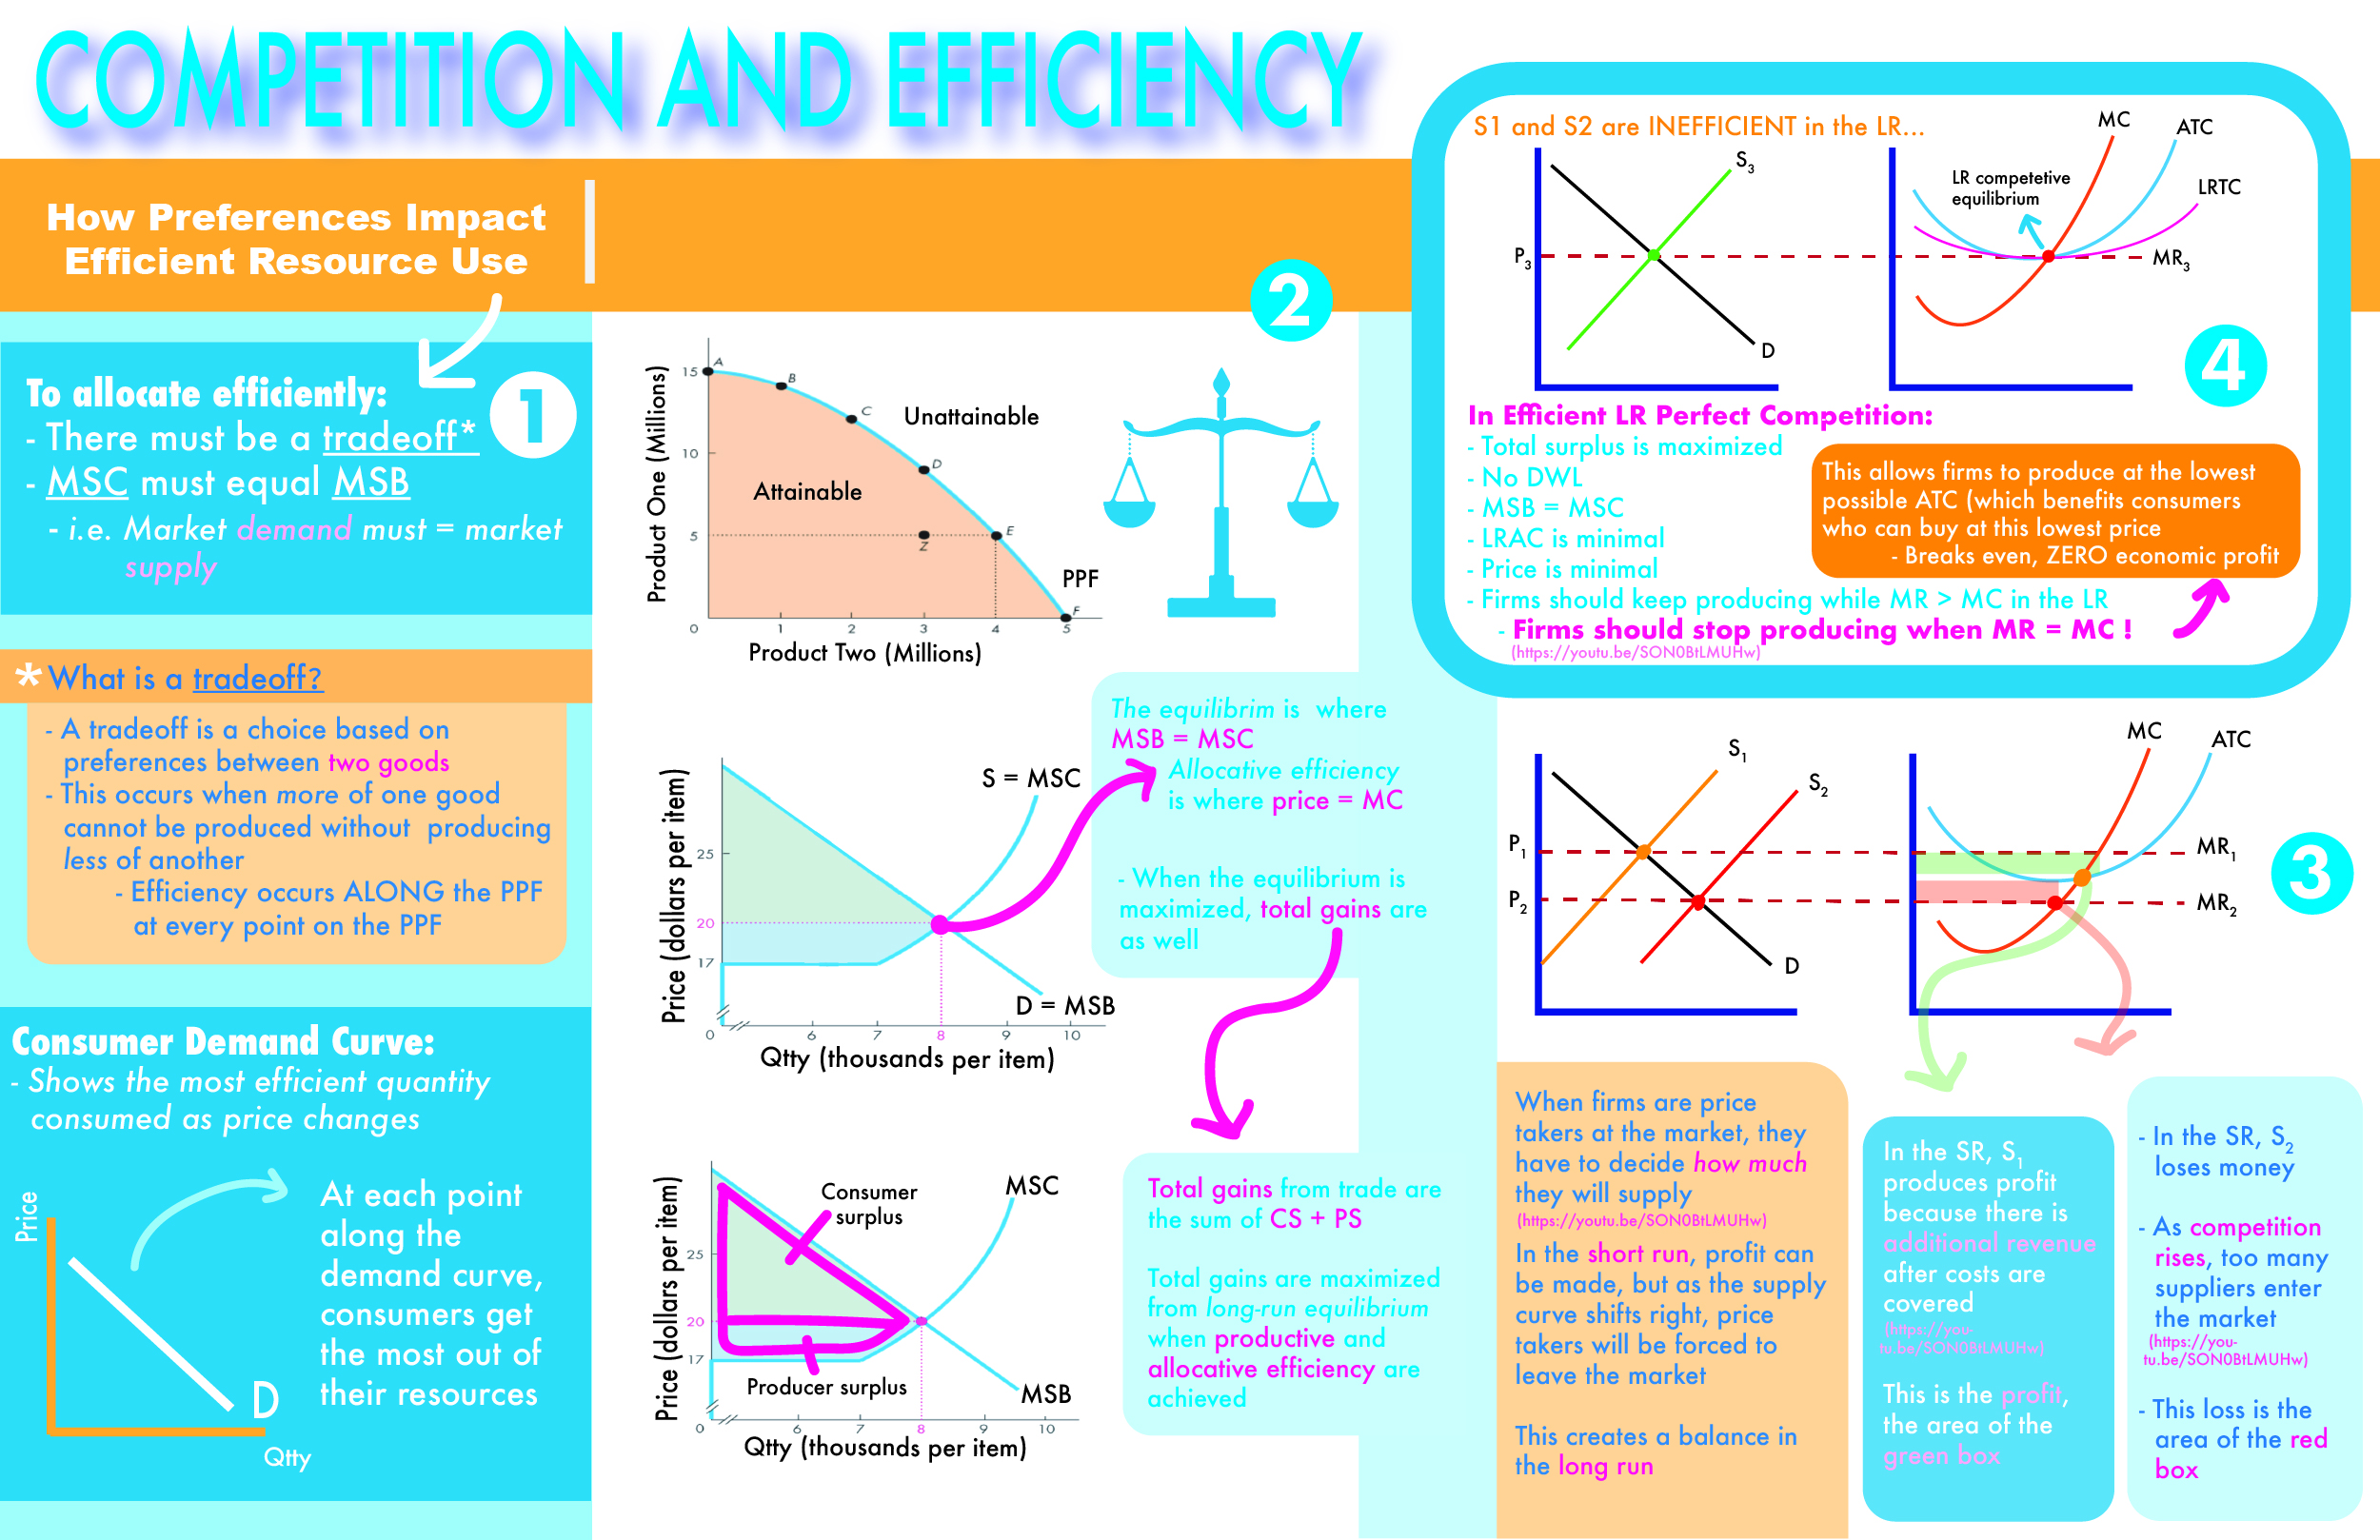 COMPETITION AND EFFICIENCY
How Preferences Impact
Efficient Resource Use
1
To allocate efficiently:
- There must be a tradeoff*
- MSC must equal MSB
- i.e. Market demand must = market
supply
* What is a tradeoff?
- A tradeoff is a choice based on
preferences between two goods
- This occurs when more of one good
cannot be produced without producing
less of another
- Efficiency occurs ALONG the PPF
at every point on the PPF
Consumer Demand Curve:
- Shows the most efficient quantity
consumed as price changes
Price
D
Qtty
At each point
along the
demand curve,
consumers get
the most out of
their resources
2
Product One (Millions)
15
10
5
0
1
2
3
4
5
A
B
C
D
E
F
Z
Unattainable
Attainable
PPF
Product Two (Millions)
Price (dollars per item)
25
20
17
0
6
7
8
9
10
S = MSC
D = MSB
Qtty (thousands per item)
The equilibrim is where
MSB = MSC
Allocative efficiency
is where price = MC
- When the equilibrium is
maximized, total gains are
as well
Price (dollars per item)
25
20
17
0
6
7
8
9
10
Consumer
surplus
MSC
Producer surplus
MSB
Qtty (thousands per item)
Total gains from trade are
the sum of CS + PS
Total gains are maximized
from long-run equilibrium
when productive and
allocative efficiency are
achieved
S1 and S2 are INEFFICIENT in the LR...
S3
P3
D
MC
ATC
LR competetive
equilibrium
LRTC
MR3
4
In Efficient LR Perfect Competition:
- Total surplus is maximized
- No DWL
- MSB = MSC
- LRAC is minimal
- Price is minimal
- Firms should keep producing while MR > MC in the LR
- Firms should stop producing when MR = MC !
(https://youtu.be/SON0BtLMUHw)
This allows firms to produce at the lowest
possible ATC (which benefits consumers
who can buy at this lowest price
- Breaks even, ZERO economic profit
S1
S2
P1
P2
D
MC
ATC
MR1
MR2
3
When firms are price
takers at the market, they
have to decide how much
they will supply
(https://youtu.be/SON0BtLMUHw)
In the short run, profit can
be made, but as the supply
curve shifts right, price
takers will be forced to
leave the market
This creates a balance in
the long run
In the SR, S1
produces profit
because there is
additional revenue
after costs are
covered
(https://you-
tu.be/SON0BtLMUHw)
This is the profit,
the area of the
green box
- In the SR, S2
loses money
- As competition
rises, too many
suppliers enter
the market
(https://you-
tu.be/SON0BtLMUHw)
- This loss is the
area of the red
box